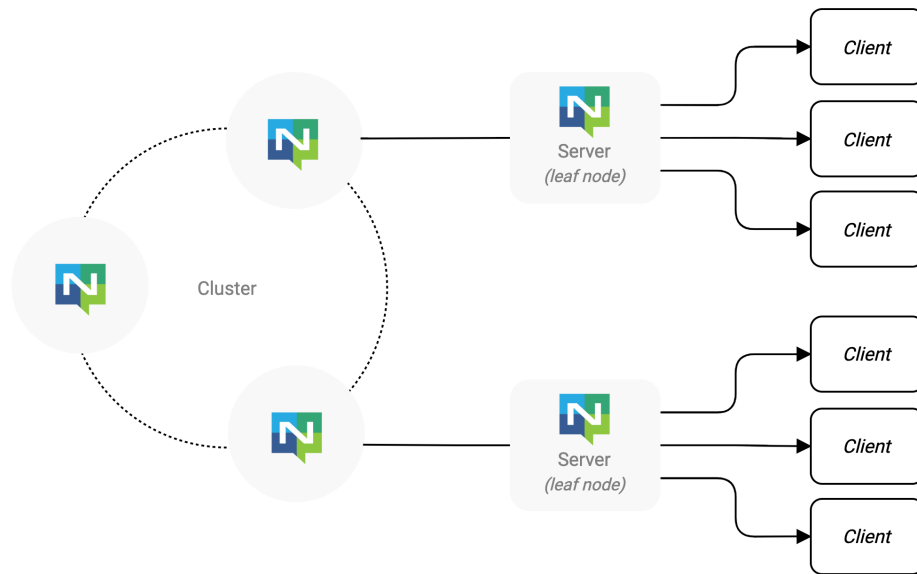 Client
Server
(leaf node)
Client
Client
Cluster
Client
Server
(leaf node)
Client
Client